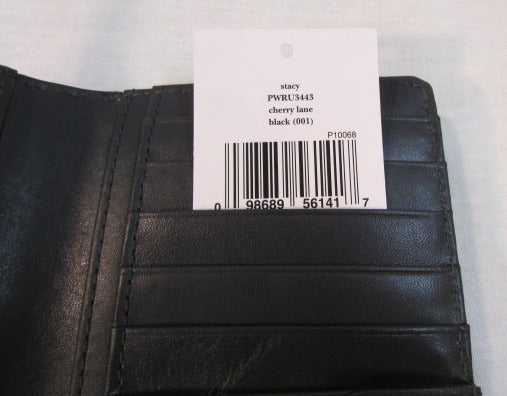 stacy
PWRU3443
cherry lane
black (001)
P10068
0 98689 56141 7